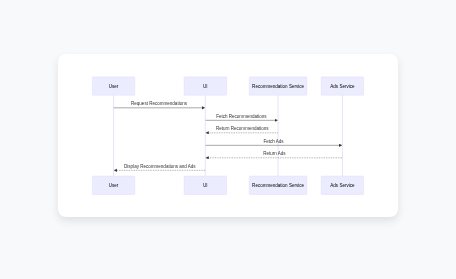 User
UI
Recommendation Service
Ads Service
Request Recommendations
Fetch Recommendations
Return Recommendations
Fetch Ads
Return Ads
Display Recommendations and Ads
User
UI
Recommendation Service
Ads Service